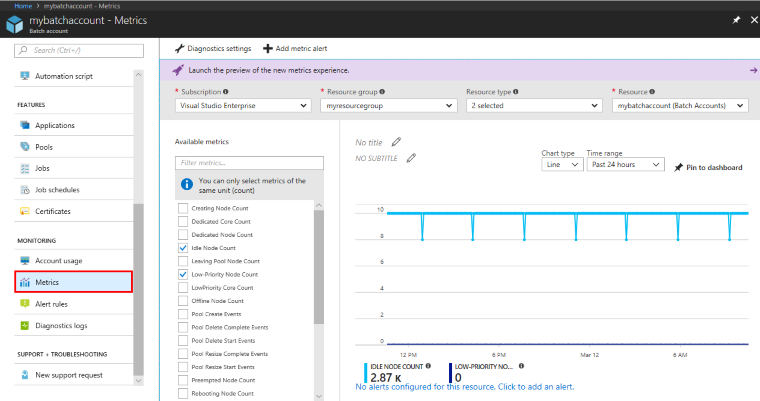 Home > mybatchaccount - Metrics
mybatchaccount - Metrics
Batch account
Search (Ctrl+/)
Automation script
FEATURES
Applications
Pools
Jobs
Job schedules
Certificates
MONITORING
Account usage
Metrics
Alert rules
Diagnostics logs
SUPPORT + TROUBLESHOOTING
New support request
Diagnostics settings
Add metric alert
Launch the preview of the new metrics experience.
* Subscription
Visual Studio Enterprise
* Resource group
myresourcegroup
Resource type
2 selected
* Resource
mybatchaccount (Batch Accounts)
Available metrics
Filter metrics...
You can only select metrics of the
same unit (count)
Creating Node Count
Dedicated Core Count
Dedicated Node Count
Idle Node Count
Leaving Pool Node Count
Low-Priority Node Count
LowPriority Core Count
Offline Node Count
Pool Create Events
Pool Delete Complete Events
Pool Delete Start Events
Pool Resize Complete Events
Pool Resize Start Events
Preempted Node Count
Rebooting Node Count
No title
NO SUBTITLE
Chart type
Line
Time range
Past 24 hours
Pin to dashboard
10
8
6
4
2
0
12 PM
6 PM
Mar 12
6 AM
IDLE NODE COUNT
2.87 K
LOW-PRIORITY NO...
0
No alerts configured for this resource. Click to add an alert.